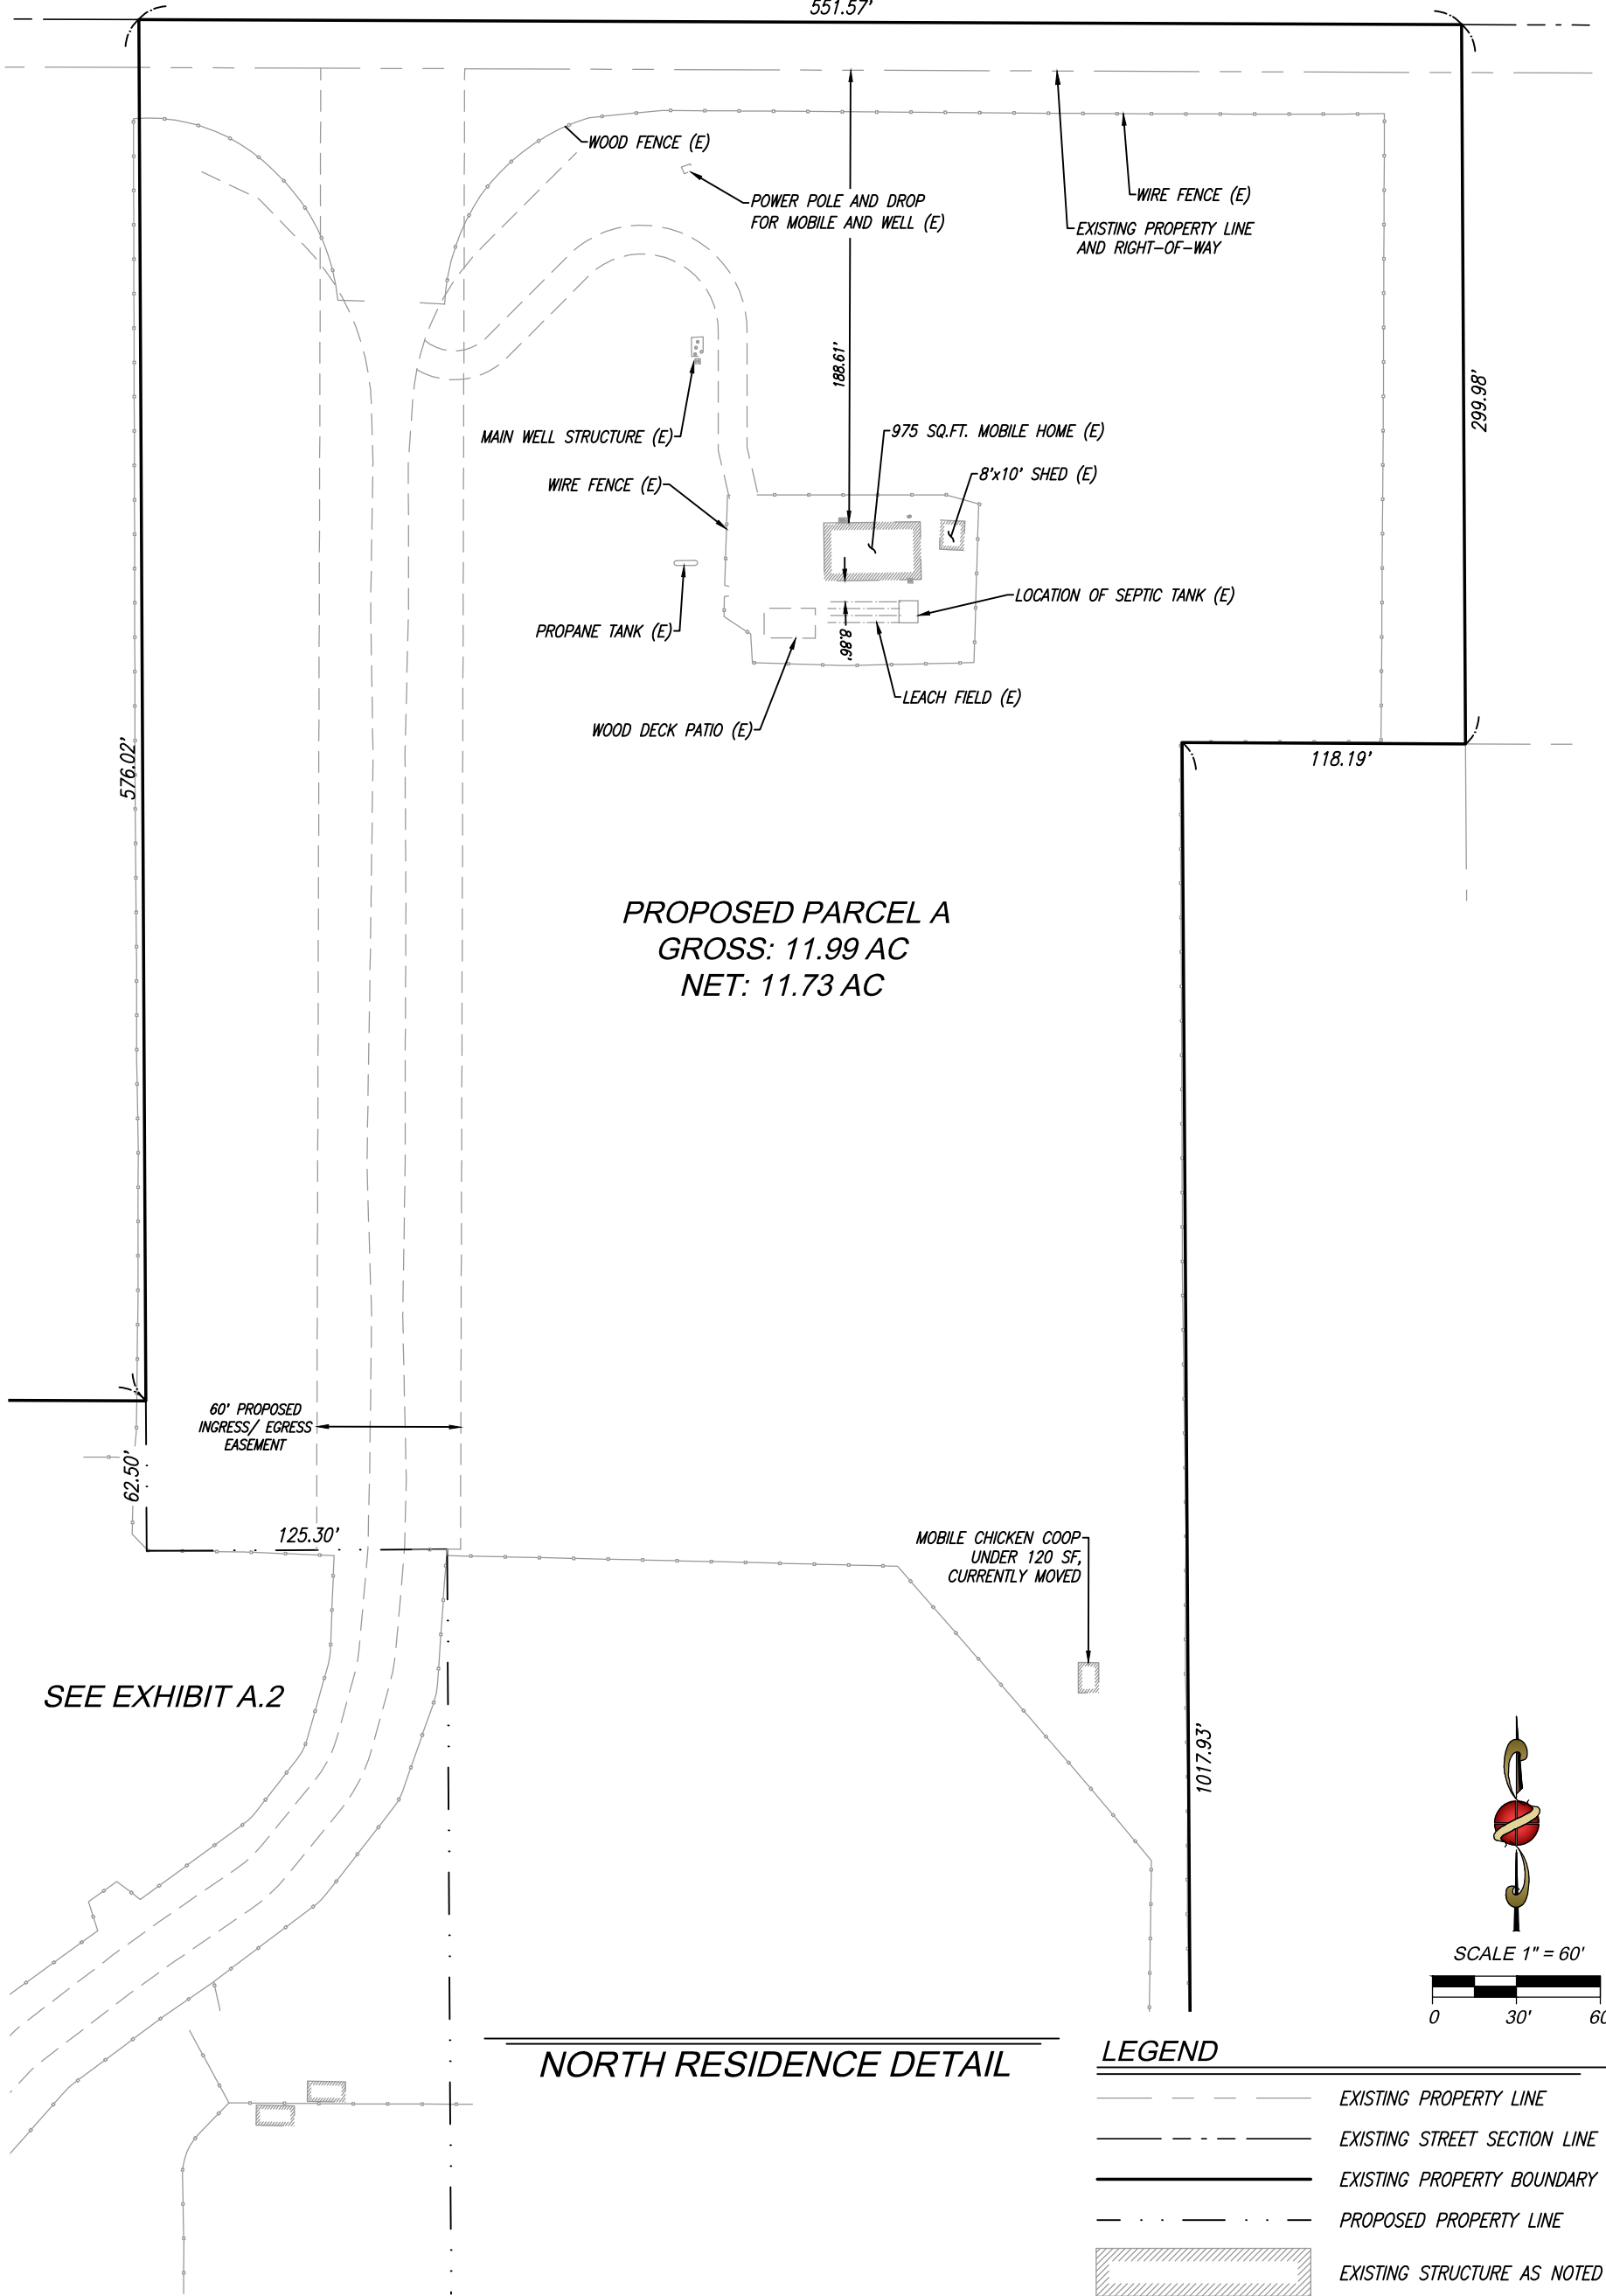 551.57'
WOOD FENCE (E)
POWER POLE AND DROP
FOR MOBILE AND WELL (E)
WIRE FENCE (E)
EXISTING PROPERTY LINE
AND RIGHT-OF-WAY
188.61'
299.98'
MAIN WELL STRUCTURE (E)
975 SQ.FT. MOBILE HOME (E)
8'x10' SHED (E)
WIRE FENCE (E)
LOCATION OF SEPTIC TANK (E)
PROPANE TANK (E)
8.86'
LEACH FIELD (E)
WOOD DECK PATIO (E)
576.02'
118.19'
PROPOSED PARCEL A
GROSS: 11.99 AC
NET: 11.73 AC
60' PROPOSED
INGRESS/ EGRESS
EASEMENT
62.50'
125.30'
MOBILE CHICKEN COOP
UNDER 120 SF,
CURRENTLY MOVED
SEE EXHIBIT A.2
1017.93'
SCALE 1" = 60'
0 30' 60
NORTH RESIDENCE DETAIL
LEGEND
EXISTING PROPERTY LINE
EXISTING STREET SECTION LINE
EXISTING PROPERTY BOUNDARY
PROPOSED PROPERTY LINE
EXISTING STRUCTURE AS NOTED